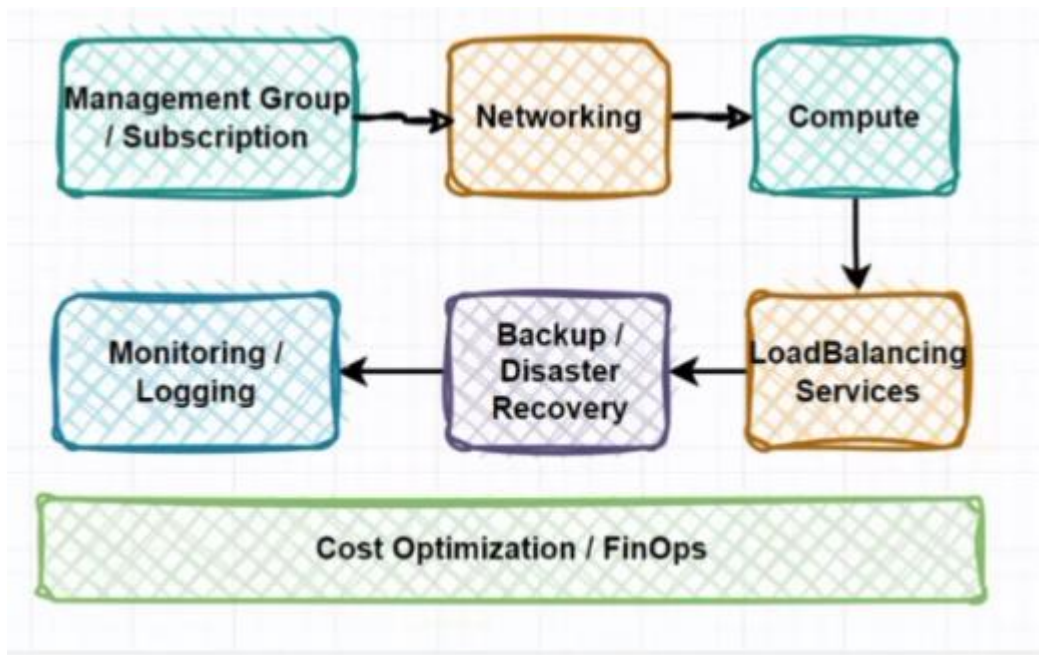 Management Group
/ Subscription
Networking
Compute
Monitoring /
Logging
Backup /
Disaster
Recovery
LoadBalancing
Services
Cost Optimization / FinOps